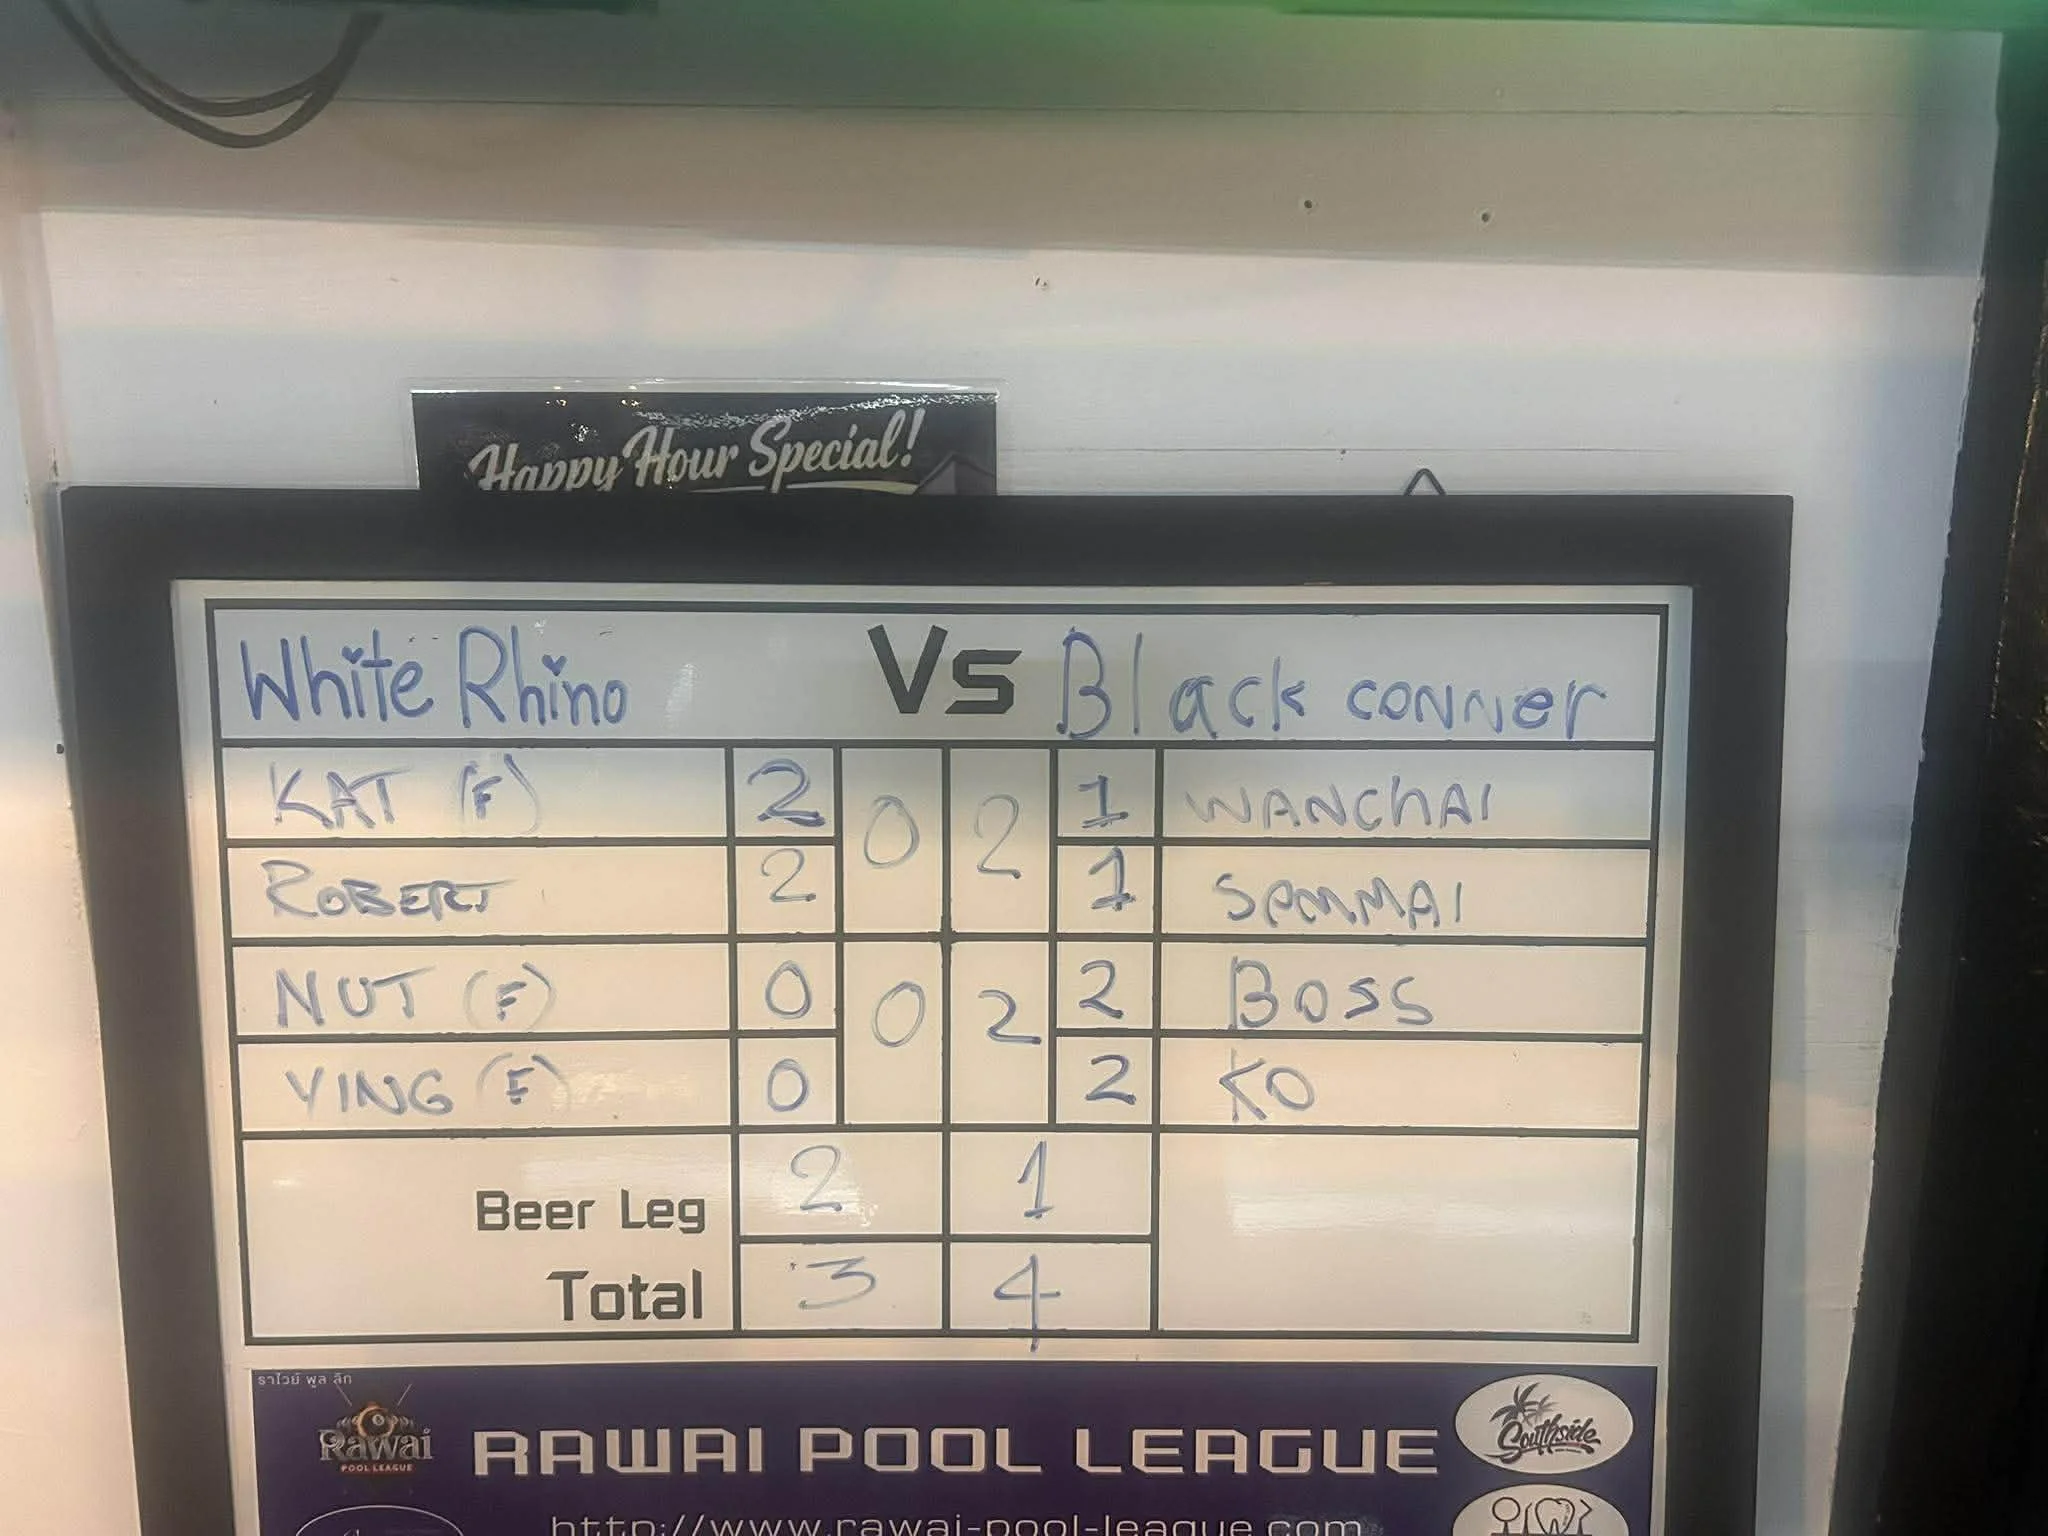 Happy Hour Special!
White Rhino Vs Black conner
KAT (F) 2 0 2 1 WANChAI
ROBERT 2 1 SOMMAI
NUT (F) 0 0 2 2 BOSS
YING (F) 0 2 KO
Beer Leg 2 1
Total 3 4
ราไวย์ พูล ลีก
Rawai
POOL LEAGUE
RAWAI POOL LEAGUE
Southside
http://www.rawai-pool-league.com